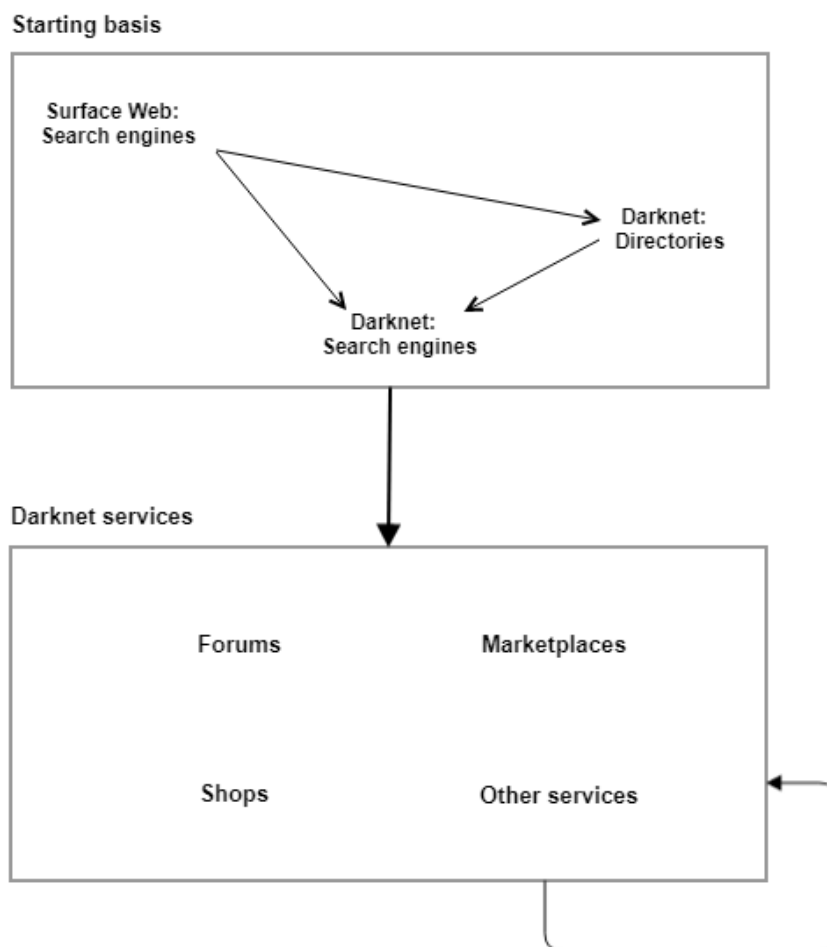 Starting basis
Surface Web:
Search engines
Darknet:
Directories
Darknet:
Search engines
Darknet services
Forums
Marketplaces
Shops
Other services